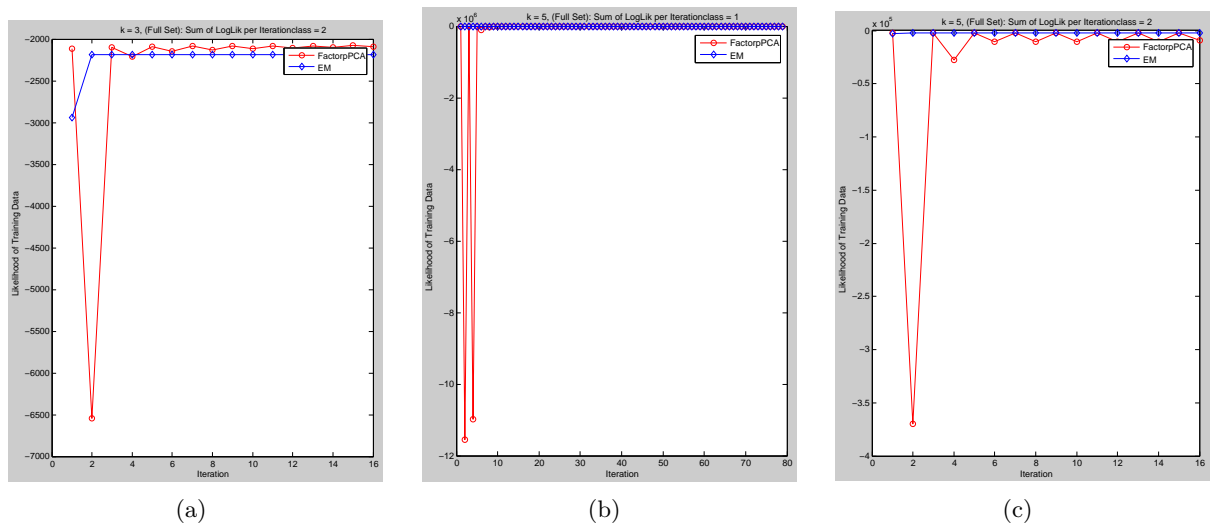 k = 3, (Full Set): Sum of LogLik per Iterationclass = 2
−2000
−2500
−3000
−3500
−4000
−4500
−5000
−5500
−6000
−6500
−7000
0 2 4 6 8 10 12 14 16
Iteration
Likelihood of Training Data
FactorpPCA
EM
(a)
x 10^6
k = 5, (Full Set): Sum of LogLik per Iterationclass = 1
0
−2
−4
−6
−8
−10
−12
0 10 20 30 40 50 60 70 80
Iteration
Likelihood of Training Data
FactorpPCA
EM
(b)
x 10^5
k = 5, (Full Set): Sum of LogLik per Iterationclass = 2
0
−0.5
−1
−1.5
−2
−2.5
−3
−3.5
−4
0 2 4 6 8 10 12 14 16
Iteration
Likelihood of Training Data
FactorpPCA
EM
(c)